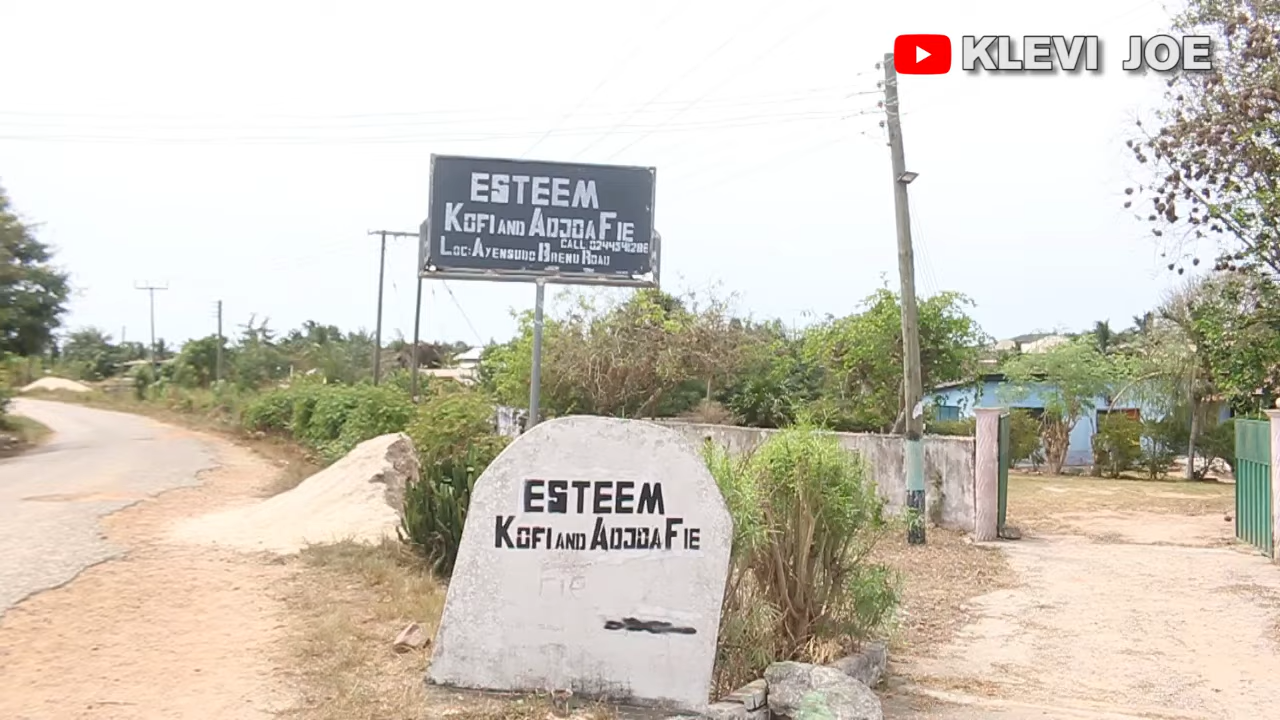 KLEVI JOE
ESTEEM
KOFI AND ADJOA FIE
CALL 0244541286
LOC: AYENSUDO BRENU ROAD
ESTEEM
KOFI AND ADJOA FIE
FIE